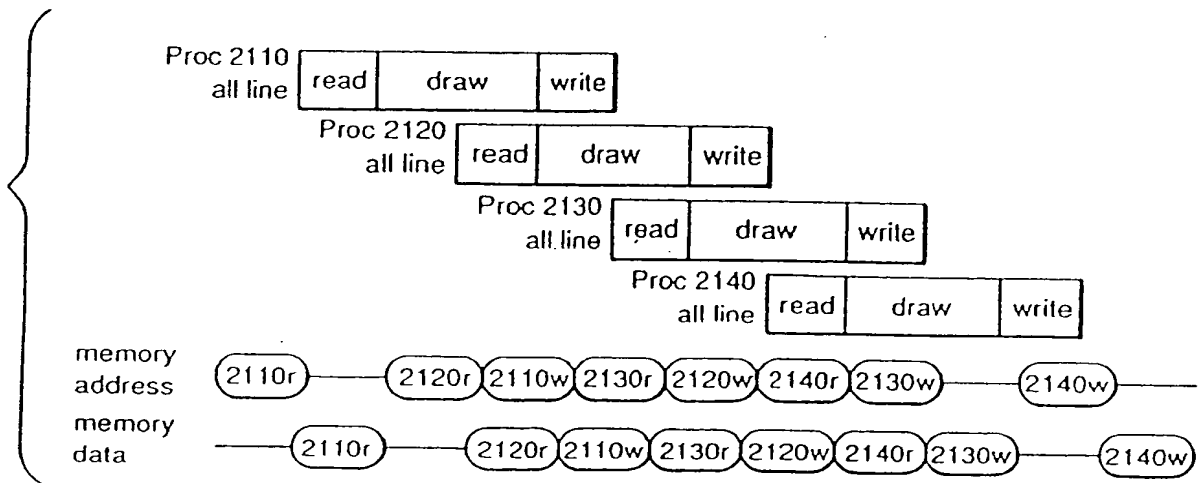 Proc 2110
all line
read draw write
Proc 2120
all line
read draw write
Proc 2130
all line
read draw write
Proc 2140
all line
read draw write
memory
address
2110r 2120r 2110w 2130r 2120w 2140r 2130w 2140w
memory
data
2110r 2120r 2110w 2130r 2120w 2140r 2130w 2140w